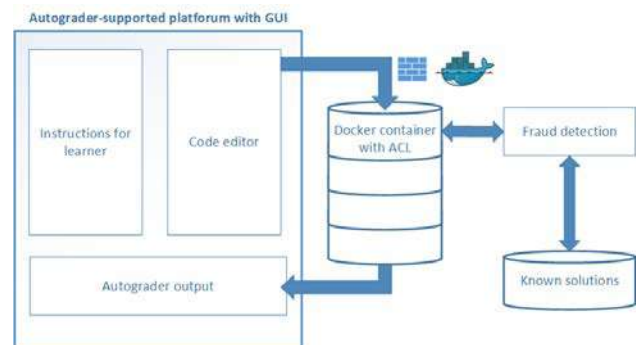 Autograder-supported platforum with GUI
Instructions for
learner
Code editor
Docker container
with ACL
Fraud detection
Autograder output
Known solutions